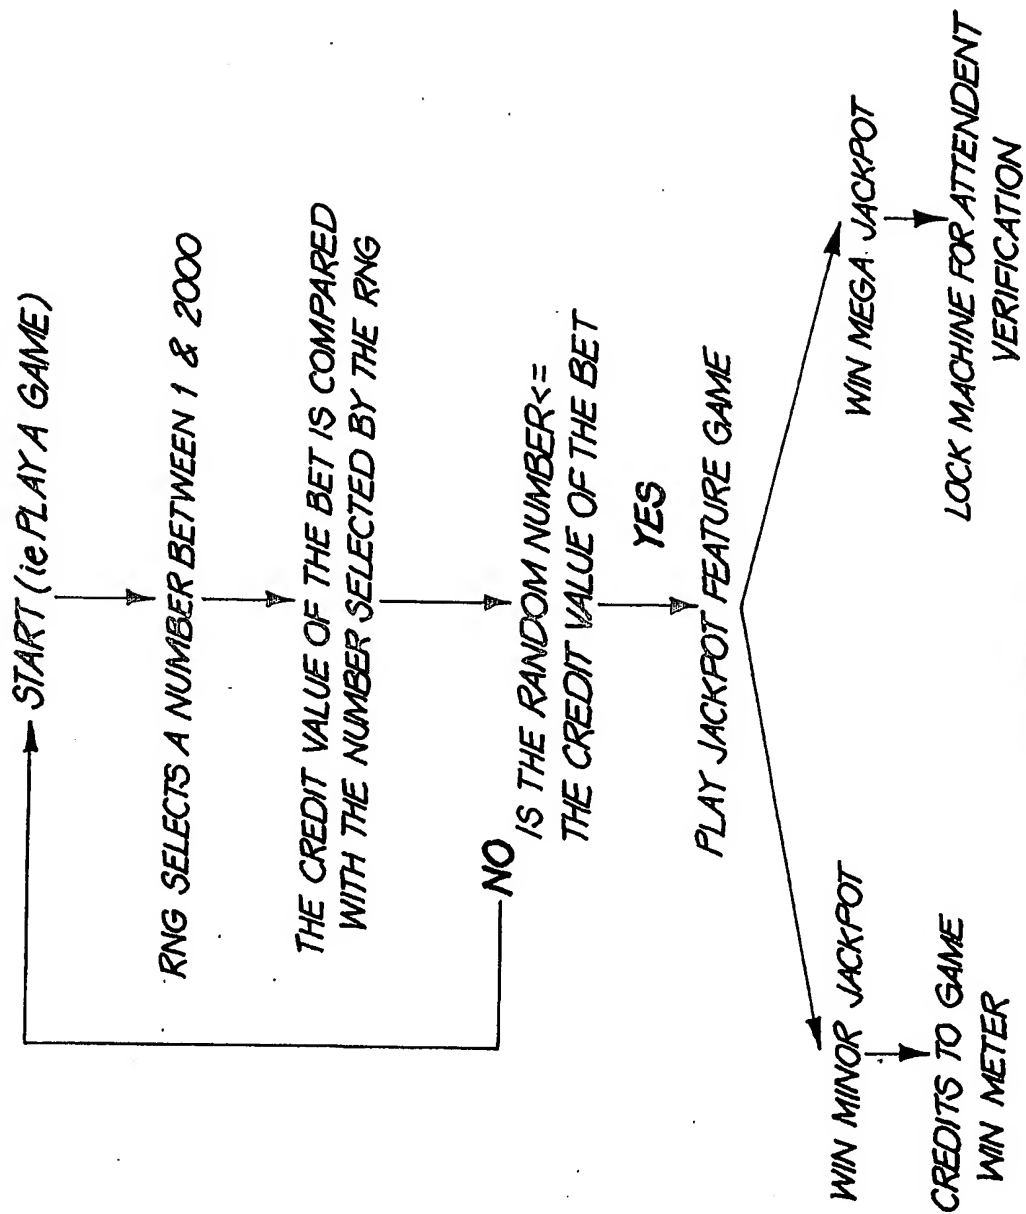 START (ie PLAY A GAME)
RNG SELECTS A NUMBER BETWEEN 1 & 2000
THE CREDIT VALUE OF THE BET IS COMPARED
WITH THE NUMBER SELECTED BY THE RNG
NO
IS THE RANDOM NUMBER<=
THE CREDIT VALUE OF THE BET
YES
PLAY JACKPOT FEATURE GAME
WIN MINOR JACKPOT
CREDITS TO GAME
WIN METER
WIN MEGA JACKPOT
LOCK MACHINE FOR ATTENDENT
VERIFICATION